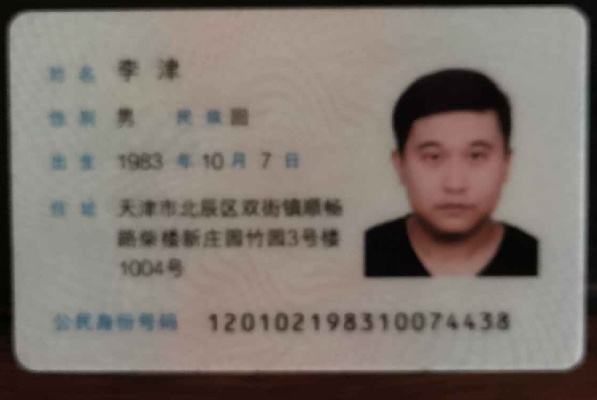 姓名 李津
性别 男 民族 回
出生 1983 年 10 月 7 日
住址 天津市北辰区双街镇顺畅
路柴楼新庄园竹园3号楼
1004号
公民身份号码 120102198310074438